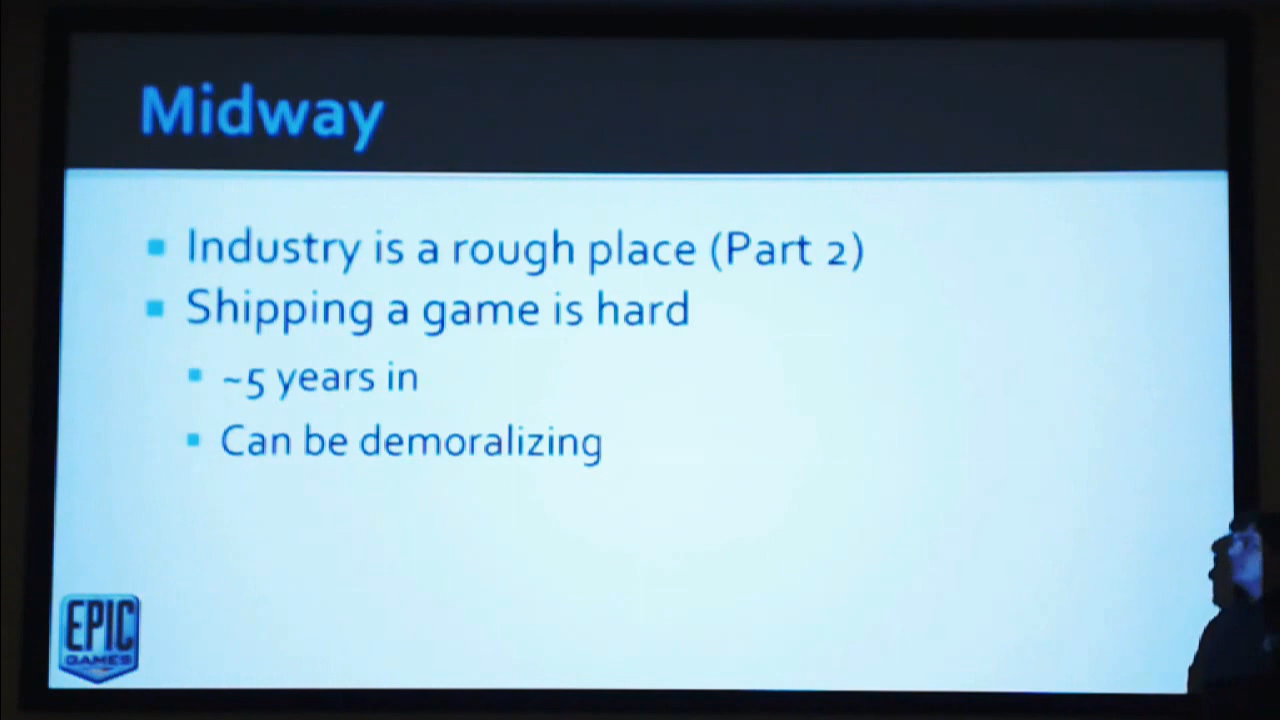 Midway
Industry is a rough place (Part 2)
Shipping a game is hard
~5 years in
Can be demoralizing
EPIC
GAMES